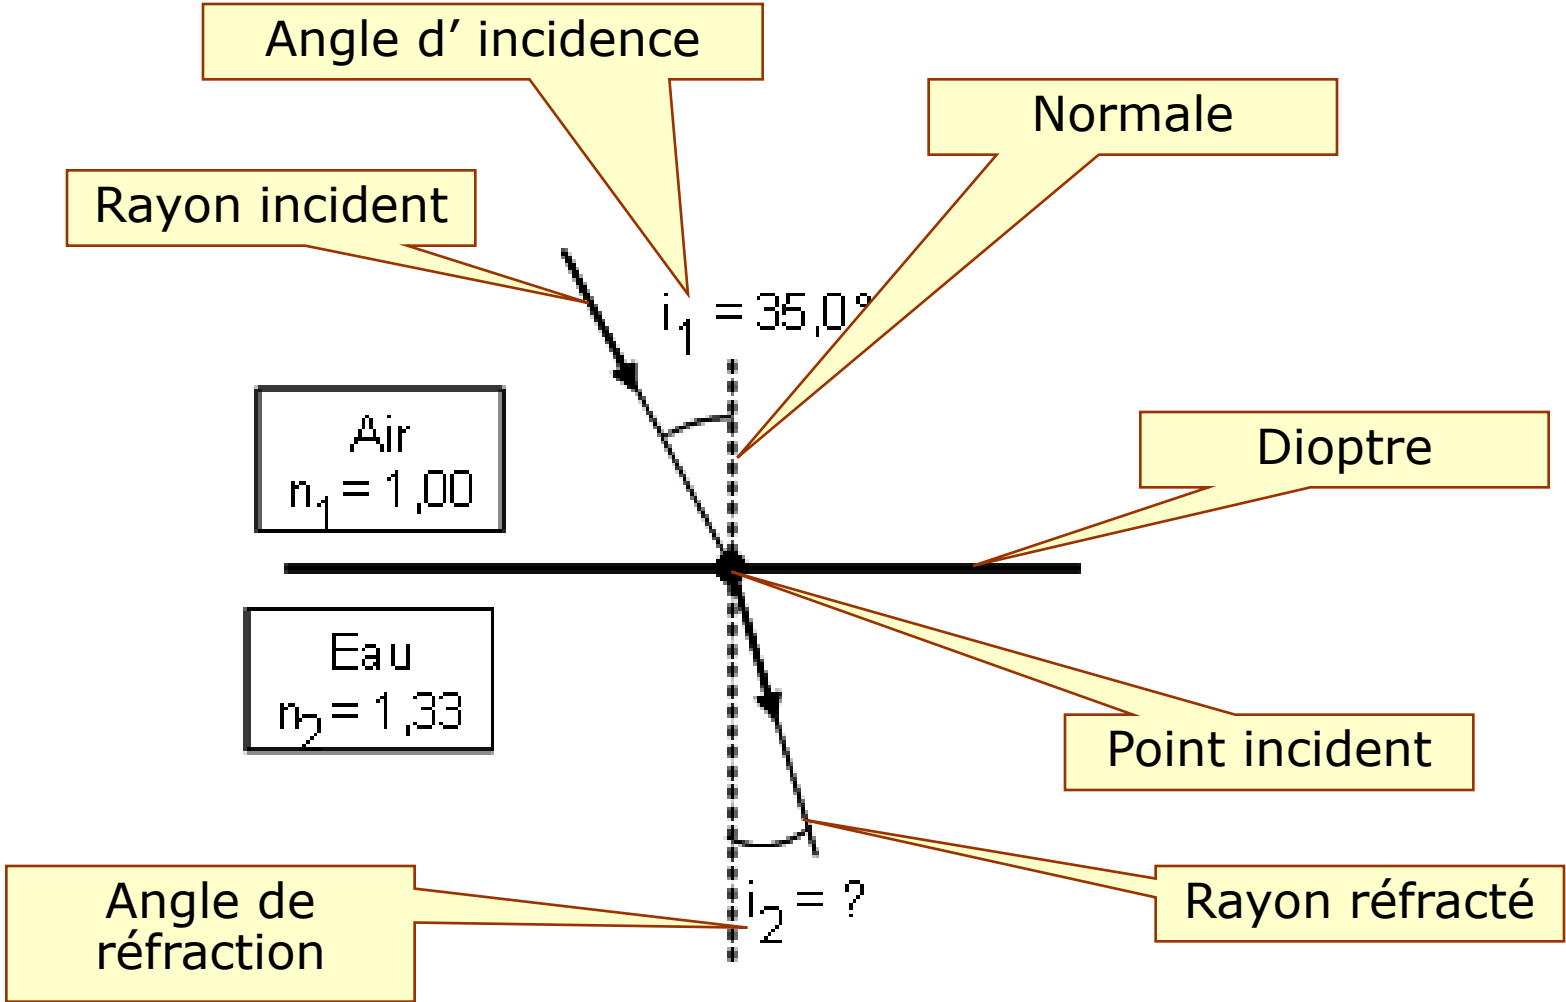 Angle d’ incidence
Normale
Rayon incident
i1 = 35,0°
Air
n1 = 1,00
Dioptre
Eau
n2 = 1,33
Point incident
Angle de
réfraction
i2 = ?
Rayon réfracté